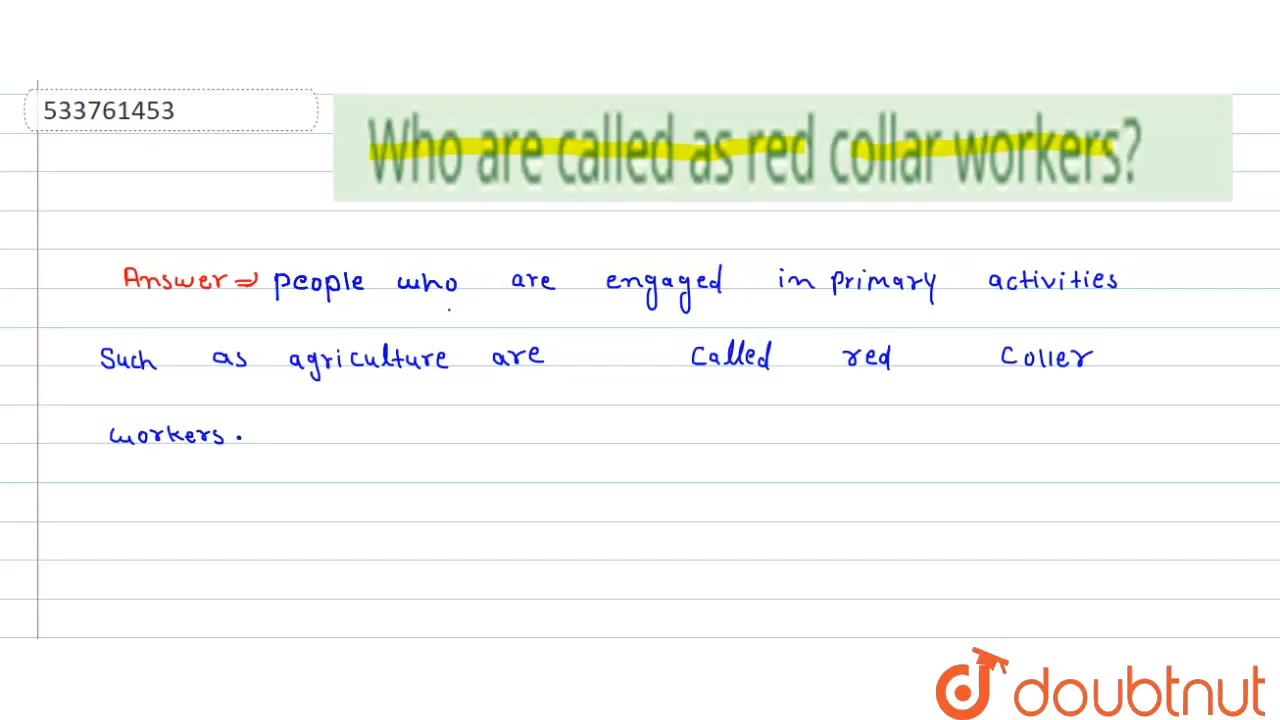 533761453
Who are called as red collar workers?
Answer ⇒ people who are engaged in primary activities
Such as agriculture are called red coller
workers.
doubtnut